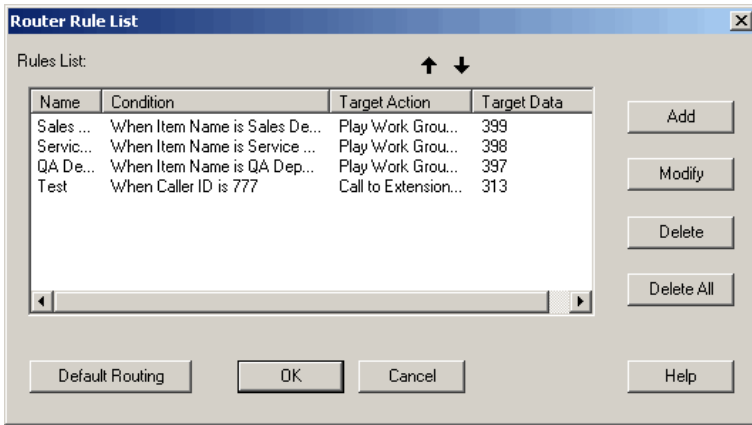 Router Rule List
Rules List:
Name Condition Target Action Target Data
Sales ... When Item Name is Sales De... Play Work Grou... 399
Servic... When Item Name is Service ... Play Work Grou... 398
QA De... When Item Name is QA Dep... Play Work Grou... 397
Test When Caller ID is 777 Call to Extension... 313
Add
Modify
Delete
Delete All
Default Routing OK Cancel Help